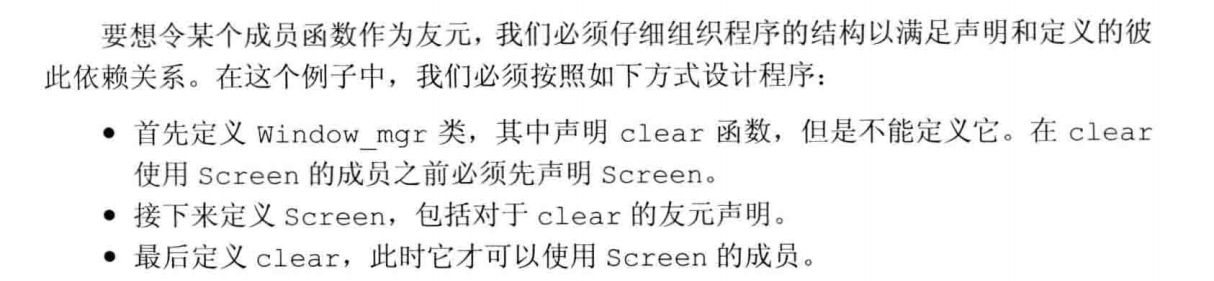 要想令某个成员函数作为友元，我们必须仔细组织程序的结构以满足声明和定义的彼
此依赖关系。在这个例子中，我们必须按照如下方式设计程序：
● 首先定义 Window_mgr 类，其中声明 clear 函数，但是不能定义它。在 clear
使用 Screen 的成员之前必须先声明 Screen。
● 接下来定义 Screen，包括对于 clear 的友元声明。
● 最后定义 clear，此时它才可以使用 Screen 的成员。